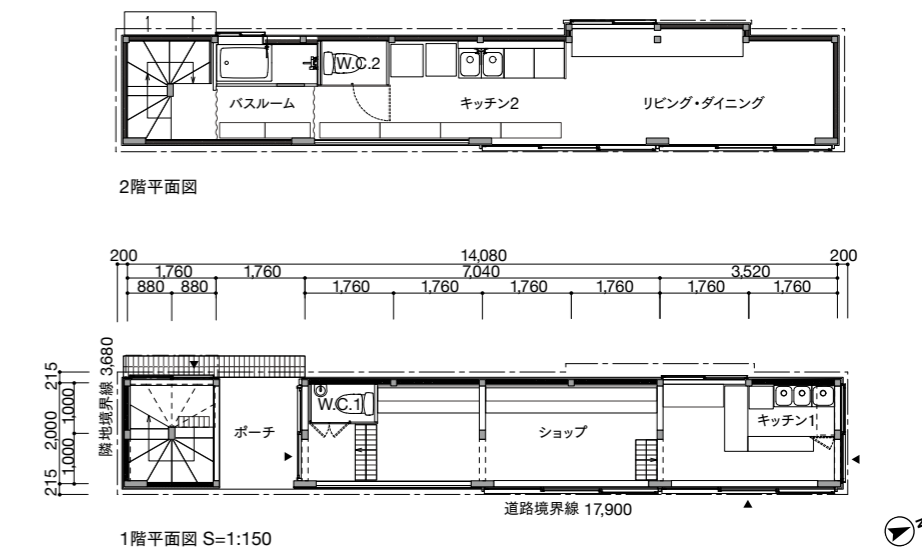 W.C.2
バスルーム
キッチン2
リビング・ダイニング
2階平面図
200
14,080
200
1,760
1,760
7,040
3,520
880
880
1,760
1,760
1,760
1,760
1,760
1,760
隣地境界線 3,680
215
2,000
1,000
1,000
215
W.C.1
ポーチ
ショップ
キッチン1
道路境界線 17,900
1階平面図 S=1:150